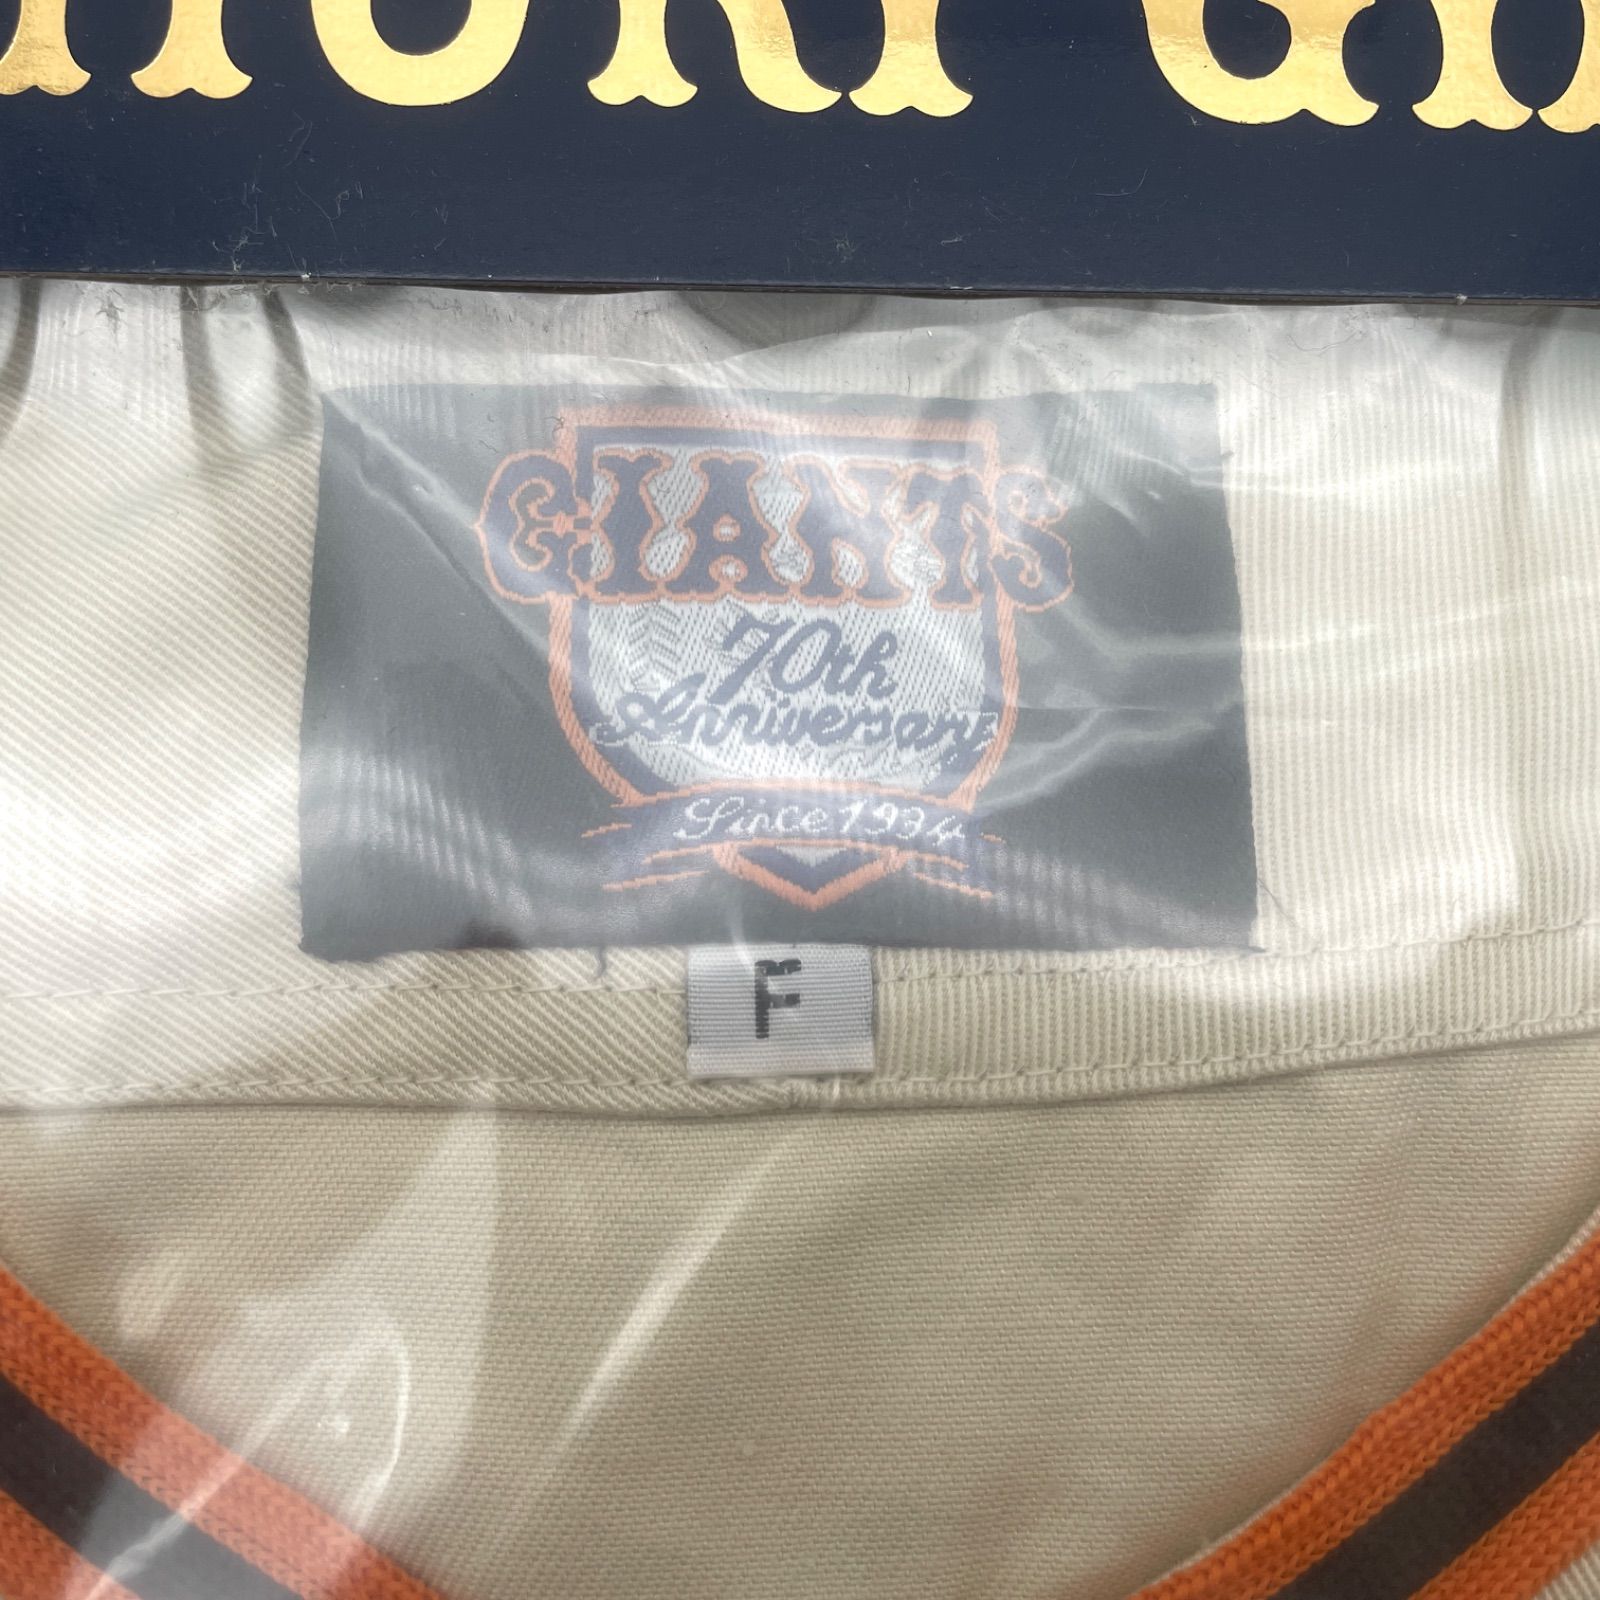 GIANTS
70th
Anniversary
Since 1934
F